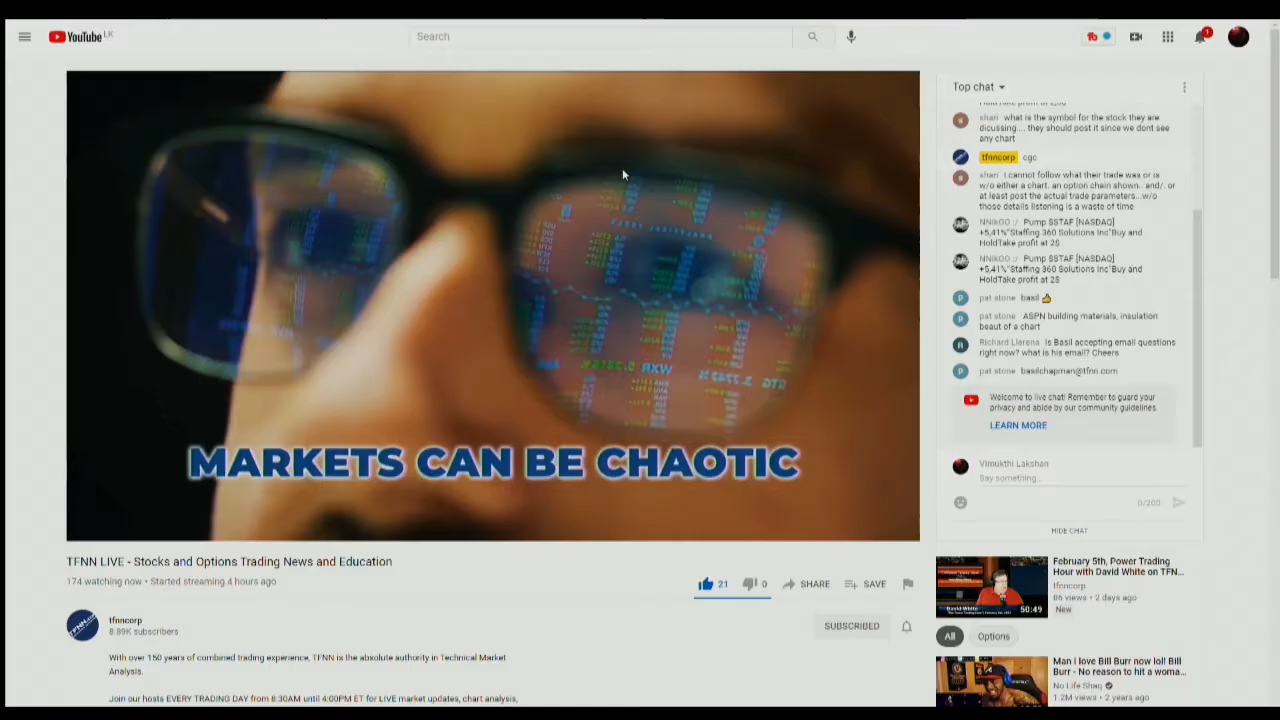 YouTube LK
Search
1
Top chat
shari what is the symbol for the stock they are
dicussing.... they should post it since we dont see
any chart
tfnncorp cgc
shari I cannot follow what their trade was or is
w/o either a chart. an option chain shown.. and/. or
at least post the actual trade parameters...w/o
those details listening is a waste of time
NNikOO :/ Pump $STAF [NASDAQ]
+5,41%"Staffing 360 Solutions Inc"Buy and
HoldTake profit at 2$
NNikOO :/ Pump $STAF [NASDAQ]
+5,41%"Staffing 360 Solutions Inc"Buy and
HoldTake profit at 2$
pat stone basil
pat stone ASPN building materials, insulation
beaut of a chart
Richard Llerena Is Basil accepting email questions
right now? what is his email? Cheers
pat stone basilchapman@tfnn.com
Welcome to live chat! Remember to guard your
privacy and abide by our community guidelines.
LEARN MORE
Vimukthi Lakshan
Say something...
0/200
HIDE CHAT
MARKETS CAN BE CHAOTIC
TFNN LIVE - Stocks and Options Trading News and Education
174 watching now • Started streaming 4 hours ago
21 0 SHARE SAVE
tfnncorp
8.89K subscribers
SUBSCRIBED
With over 150 years of combined trading experience, TFNN is the absolute authority in Technical Market
Analysis.
Join our hosts EVERY TRADING DAY from 8:30AM until 4:00PM ET for LIVE market updates, chart analysis,
February 5th, Power Trading
Hour with David White on TFN...
tfnncorp
86 views • 2 days ago
New
David White
50:49
All Options
Man I love Bill Burr now lol! Bill
Burr - No reason to hit a woma...
No Life Shaq
1.2M views • 2 years ago